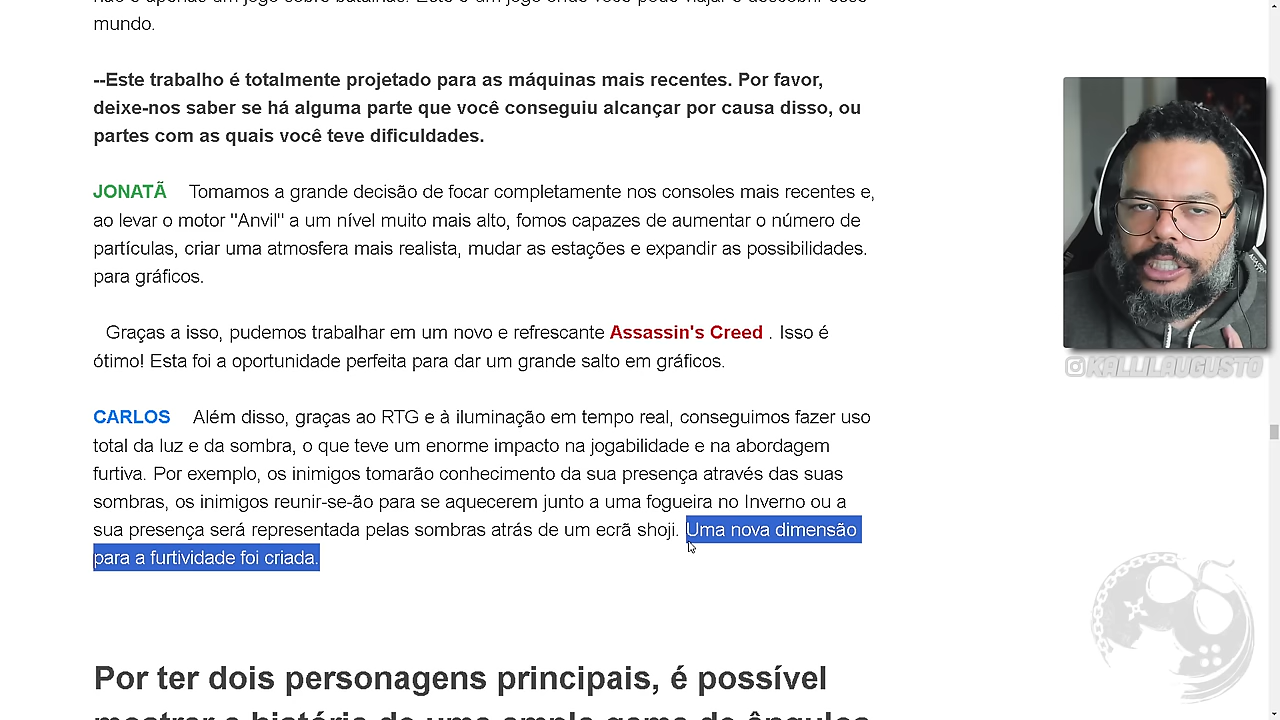 mundo.
--Este trabalho é totalmente projetado para as máquinas mais recentes. Por favor,
deixe-nos saber se há alguma parte que você conseguiu alcançar por causa disso, ou
partes com as quais você teve dificuldades.
JONATÃ Tomamos a grande decisão de focar completamente nos consoles mais recentes e,
ao levar o motor "Anvil" a um nível muito mais alto, fomos capazes de aumentar o número de
partículas, criar uma atmosfera mais realista, mudar as estações e expandir as possibilidades.
para gráficos.
Graças a isso, pudemos trabalhar em um novo e refrescante Assassin's Creed . Isso é
ótimo! Esta foi a oportunidade perfeita para dar um grande salto em gráficos.
CARLOS Além disso, graças ao RTG e à iluminação em tempo real, conseguimos fazer uso
total da luz e da sombra, o que teve um enorme impacto na jogabilidade e na abordagem
furtiva. Por exemplo, os inimigos tomarão conhecimento da sua presença através das suas
sombras, os inimigos reunir-se-ão para se aquecerem junto a uma fogueira no Inverno ou a
sua presença será representada pelas sombras atrás de um ecrã shoji. Uma nova dimensão
para a furtividade foi criada.
Por ter dois personagens principais, é possível
KALLILAUGUSTO